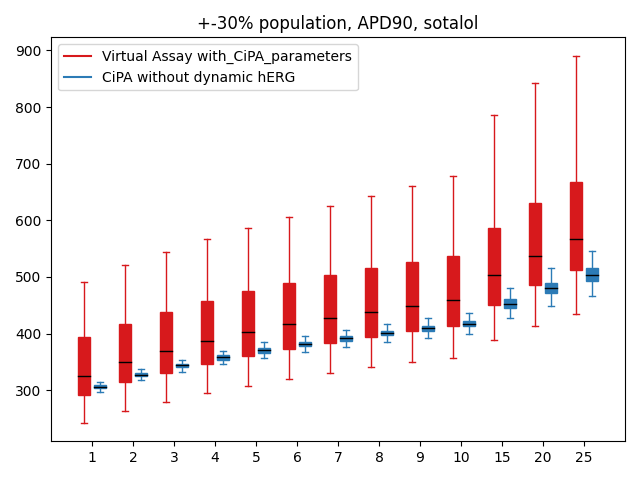 +-30% population, APD90, sotalol
Virtual Assay with_CiPA_parameters
CiPA without dynamic hERG
900
800
700
600
500
400
300
1 2 3 4 5 6 7 8 9 10 15 20 25